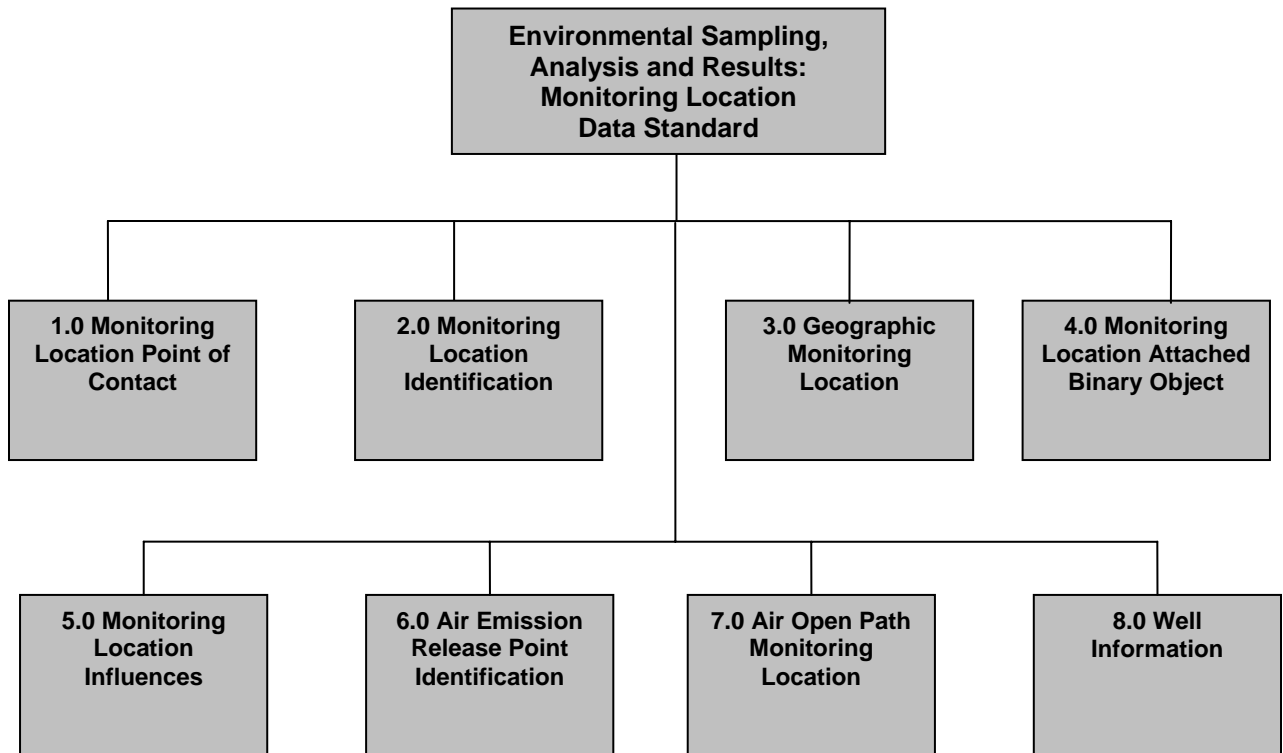 Environmental Sampling,
Analysis and Results:
Monitoring Location
Data Standard
1.0 Monitoring
Location Point of
Contact
2.0 Monitoring
Location
Identification
3.0 Geographic
Monitoring
Location
4.0 Monitoring
Location Attached
Binary Object
5.0 Monitoring
Location
Influences
6.0 Air Emission
Release Point
Identification
7.0 Air Open Path
Monitoring
Location
8.0 Well
Information